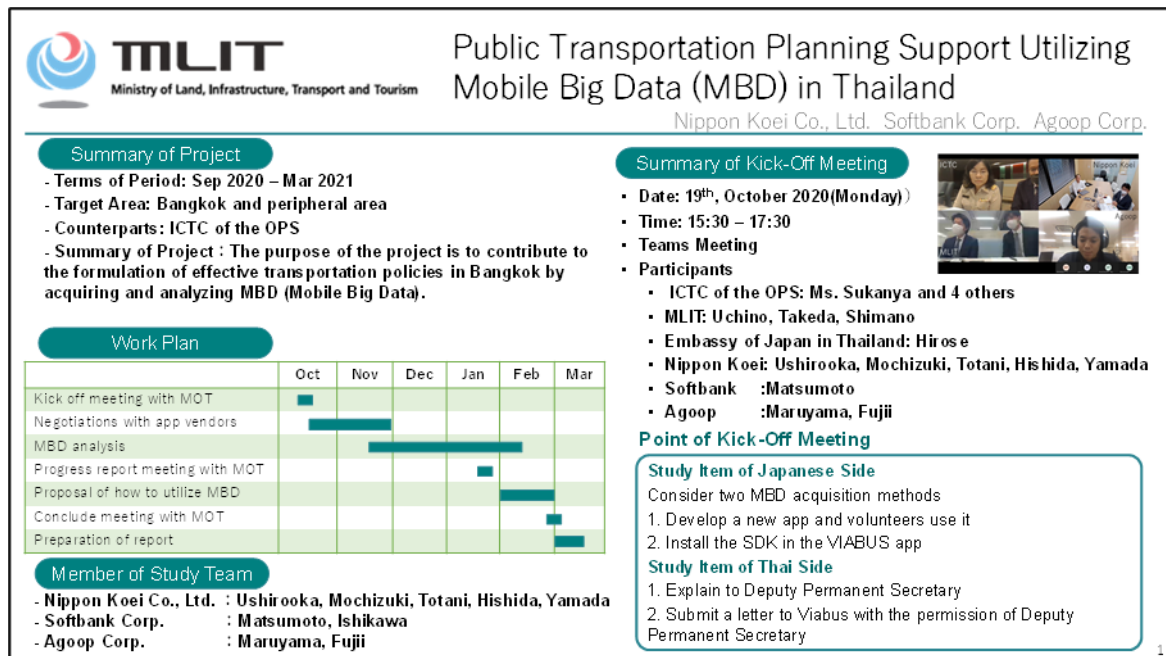 MLIT
Ministry of Land, Infrastructure, Transport and Tourism
Public Transportation Planning Support Utilizing
Mobile Big Data (MBD) in Thailand
Nippon Koei Co., Ltd. Softbank Corp. Agoop Corp.
Summary of Project
- Terms of Period: Sep 2020 – Mar 2021
- Target Area: Bangkok and peripheral area
- Counterparts: ICTC of the OPS
- Summary of Project：The purpose of the project is to contribute
to the formulation of effective transportation policies in Bangkok by
acquiring and analyzing MBD (Mobile Big Data).
Work Plan
Oct Nov Dec Jan Feb Mar
Kick off meeting with MOT
Negotiations with app vendors
MBD analysis
Progress report meeting with MOT
Proposal of how to utilize MBD
Conclude meeting with MOT
Preparation of report
Member of Study Team
- Nippon Koei Co., Ltd. ：Ushirooka, Mochizuki, Totani, Hishida, Yamada
- Softbank Corp. ：Matsumoto, Ishikawa
- Agoop Corp. ：Maruyama, Fujii
Summary of Kick-Off Meeting
ICTC
Nippon Koei
MLIT
Agoop
▪ Date: 19th, October 2020(Monday)）
▪ Time: 15:30 – 17:30
▪ Teams Meeting
▪ Participants
▪ ICTC of the OPS: Ms. Sukanya and 4 others
▪ MLIT: Uchino, Takeda, Shimano
▪ Embassy of Japan in Thailand: Hirose
▪ Nippon Koei: Ushirooka, Mochizuki, Totani, Hishida, Yamada
▪ Softbank :Matsumoto
▪ Agoop :Maruyama, Fujii
Point of Kick-Off Meeting
Study Item of Japanese Side
Consider two MBD acquisition methods
1. Develop a new app and volunteers use it
2. Install the SDK in the VIABUS app
Study Item of Thai Side
1. Explain to Deputy Permanent Secretary
2. Submit a letter to Viabus with the permission of Deputy
Permanent Secretary
1